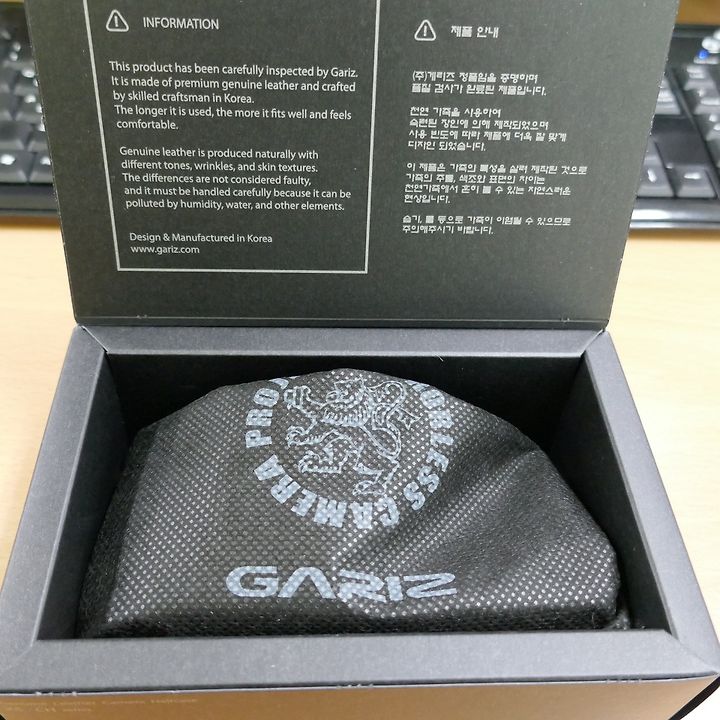 INFORMATION
This product has been carefully inspected by Gariz.
It is made of premium genuine leather and crafted
by skilled craftsman in Korea.
The longer it is used, the more it fits well and feels
comfortable.
Genuine leather is produced naturally with
different tones, wrinkles, and skin textures.
The differences are not considered faulty,
and it must be handled carefully because it can be
polluted by humidity, water, and other elements.
Design & Manufactured in Korea
www.gariz.com
제품 안내
(주)게리즈 정품임을 증명하며
품질 검사가 완료된 제품입니다.
천연 가죽을 사용하여
숙련된 장인에 의해 제작되었으며
사용 빈도에 따라 제품에 더욱 잘 맞게
디자인 되었습니다.
이 제품은 가죽의 특성을 살려 제작된 것으로
가죽의 주름, 색조와 표면의 차이는
천연가죽에서 흔히 볼 수 있는 자연스러운
현상입니다.
습기, 물 등으로 가죽이 이염될 수 있으므로
주의해주시기 바랍니다.
CAMERA
GARIZ